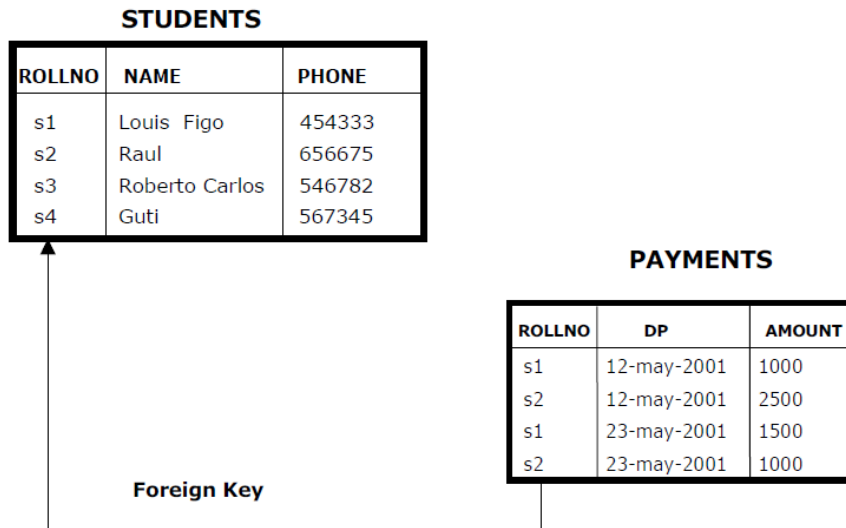 STUDENTS
ROLLNO NAME PHONE
s1 Louis Figo 454333
s2 Raul 656675
s3 Roberto Carlos 546782
s4 Guti 567345
PAYMENTS
ROLLNO DP AMOUNT
s1 12-may-2001 1000
s2 12-may-2001 2500
s1 23-may-2001 1500
s2 23-may-2001 1000
Foreign Key